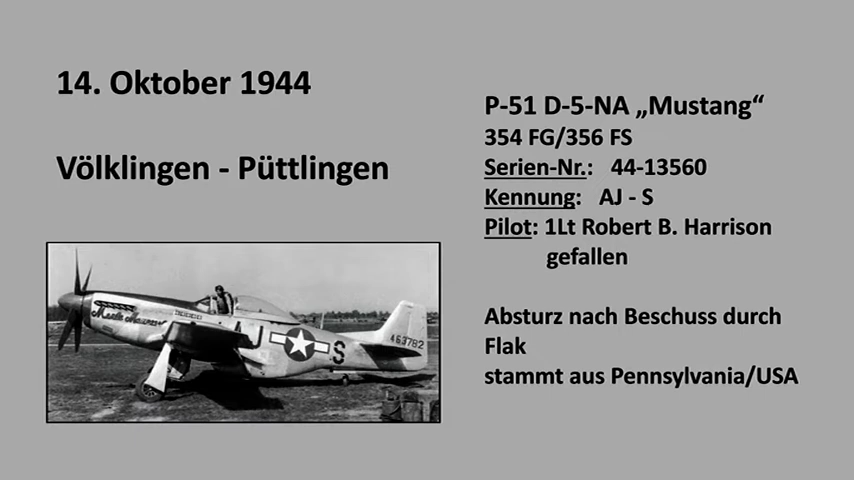 14. Oktober 1944
Völklingen - Püttlingen
P-51 D-5-NA „Mustang“
354 FG/356 FS
Serien-Nr.: 44-13560
Kennung: AJ - S
Pilot: 1Lt Robert B. Harrison
gefallen
Absturz nach Beschuss durch
Flak
stammt aus Pennsylvania/USA
AJ S
463782